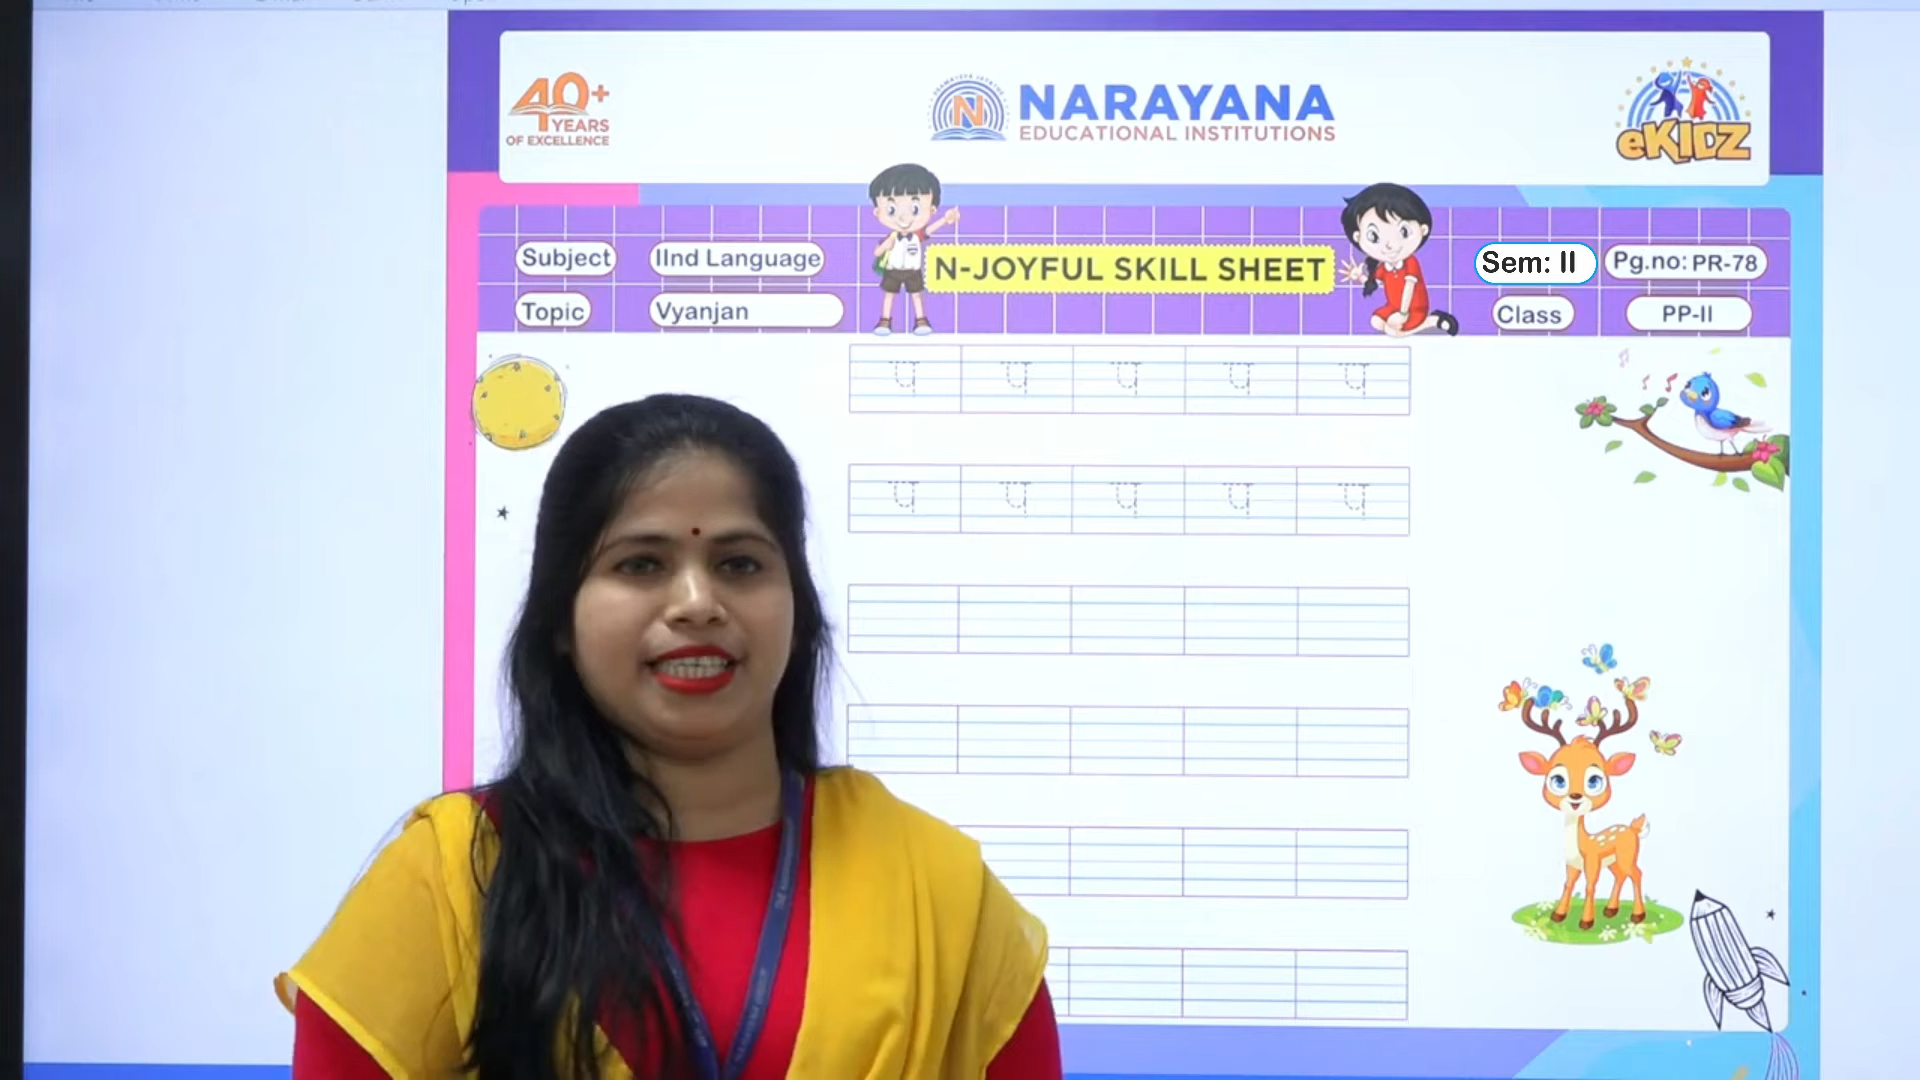 40+
YEARS
OF EXCELLENCE
N
NARAYANA
EDUCATIONAL INSTITUTIONS
eKIDZ
Subject IInd Language
N-JOYFUL SKILL SHEET
Sem: II Pg.no: PR-78
Topic Vyanjan
Class PP-II
प प प प प
प प प प प